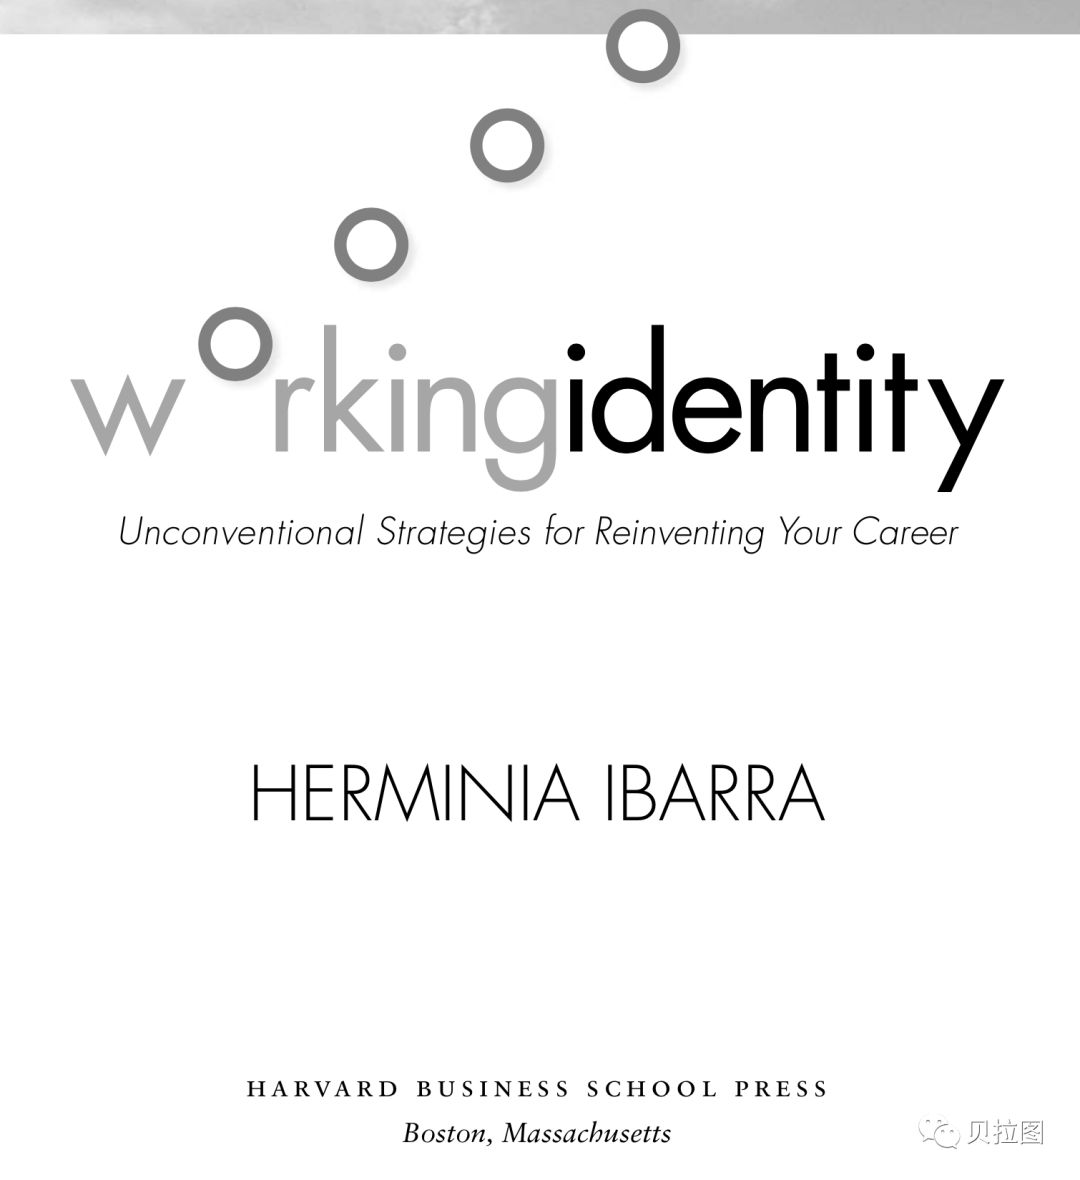 workingidentity
Unconventional Strategies for Reinventing Your Career
HERMINIA IBARRA
HARVARD BUSINESS SCHOOL PRESS
Boston, Massachusetts
贝拉图